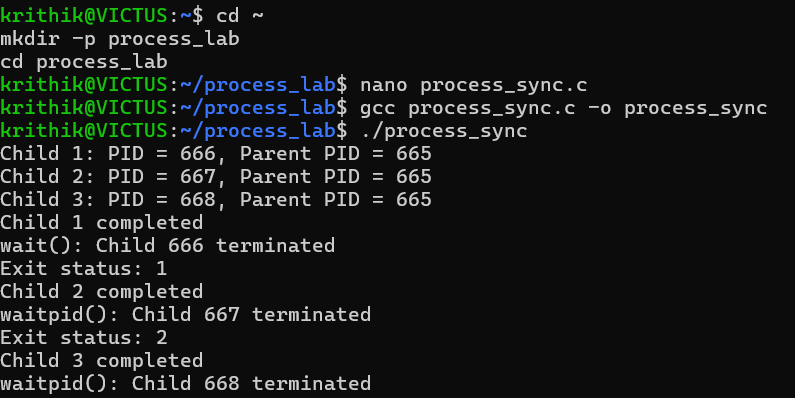 krithik@VICTUS:~$ cd ~
mkdir -p process_lab
cd process_lab
krithik@VICTUS:~/process_lab$ nano process_sync.c
krithik@VICTUS:~/process_lab$ gcc process_sync.c -o process_sync
krithik@VICTUS:~/process_lab$ ./process_sync
Child 1: PID = 666, Parent PID = 665
Child 2: PID = 667, Parent PID = 665
Child 3: PID = 668, Parent PID = 665
Child 1 completed
wait(): Child 666 terminated
Exit status: 1
Child 2 completed
waitpid(): Child 667 terminated
Exit status: 2
Child 3 completed
waitpid(): Child 668 terminated